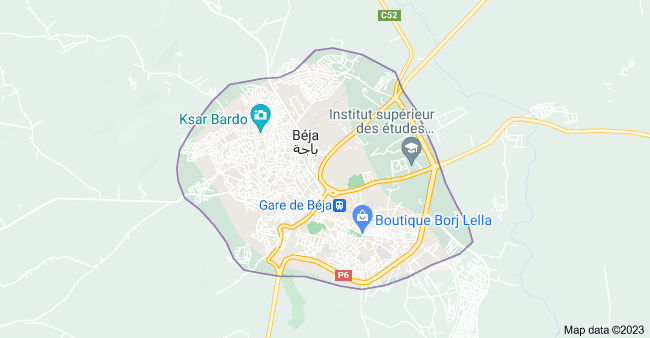 C52
Ksar Bardo
Béja
باجة
Institut supérieur
des études...
Gare de Béja
Boutique Borj Lella
P6
Map data ©2023